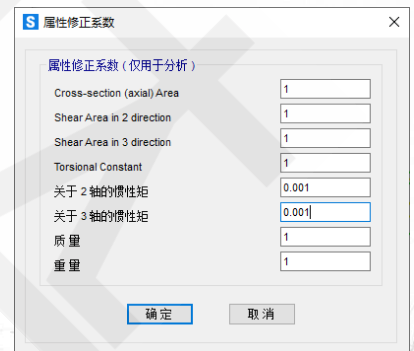 S 属性修正系数
属性修正系数 ( 仅用于分析 )
Cross-section (axial) Area 1
Shear Area in 2 direction 1
Shear Area in 3 direction 1
Torsional Constant 1
关于 2 轴的惯性矩 0.001
关于 3 轴的惯性矩 0.001
质量 1
重量 1
确定 取消